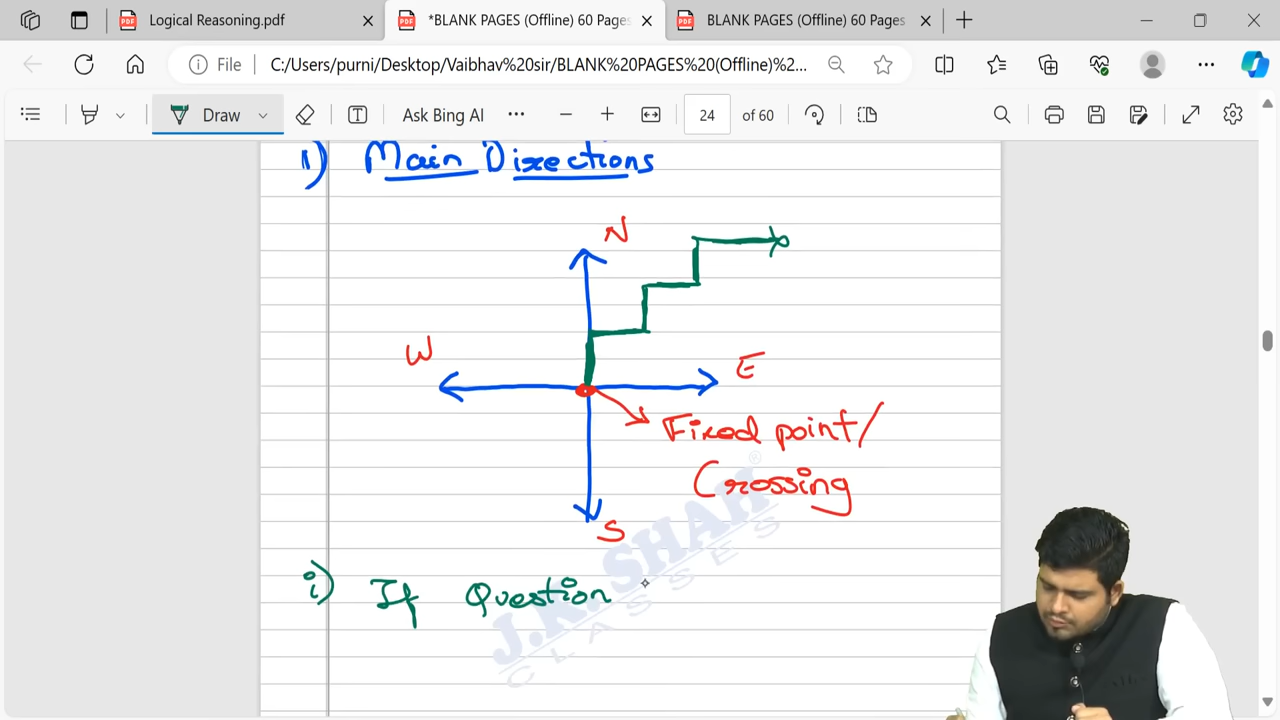 Logical Reasoning.pdf
*BLANK PAGES (Offline) 60 Pages
BLANK PAGES (Offline) 60 Pages
File
C:/Users/purni/Desktop/Vaibhav%20sir/BLANK%20PAGES%20(Offline)%2...
Draw
Ask Bing AI
24
of 60
1) Main Directions
N
W
E
Fixed point/
Crossing
S
i) If Question
J.K. SHAH®
CLASSES